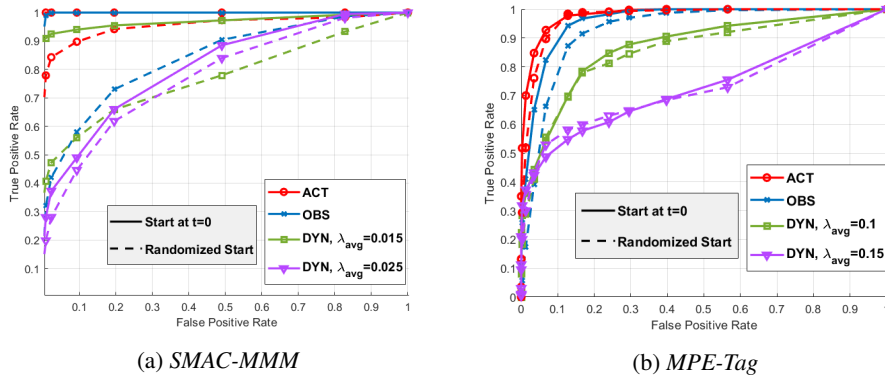 1
0.9
0.8
0.7
0.6
0.5
0.4
0.3
0.2
0.1
True Positive Rate
0.1 0.2 0.3 0.4 0.5 0.6 0.7 0.8 0.9 1
False Positive Rate
Start at t=0
Randomized Start
ACT
OBS
DYN, λavg=0.015
DYN, λavg=0.025
(a) SMAC-MMM
1
0.9
0.8
0.7
0.6
0.5
0.4
0.3
0.2
0.1
0
True Positive Rate
0 0.1 0.2 0.3 0.4 0.5 0.6 0.7 0.8 0.9 1
False Positive Rate
Start at t=0
Randomized Start
ACT
OBS
DYN, λavg=0.1
DYN, λavg=0.15
(b) MPE-Tag